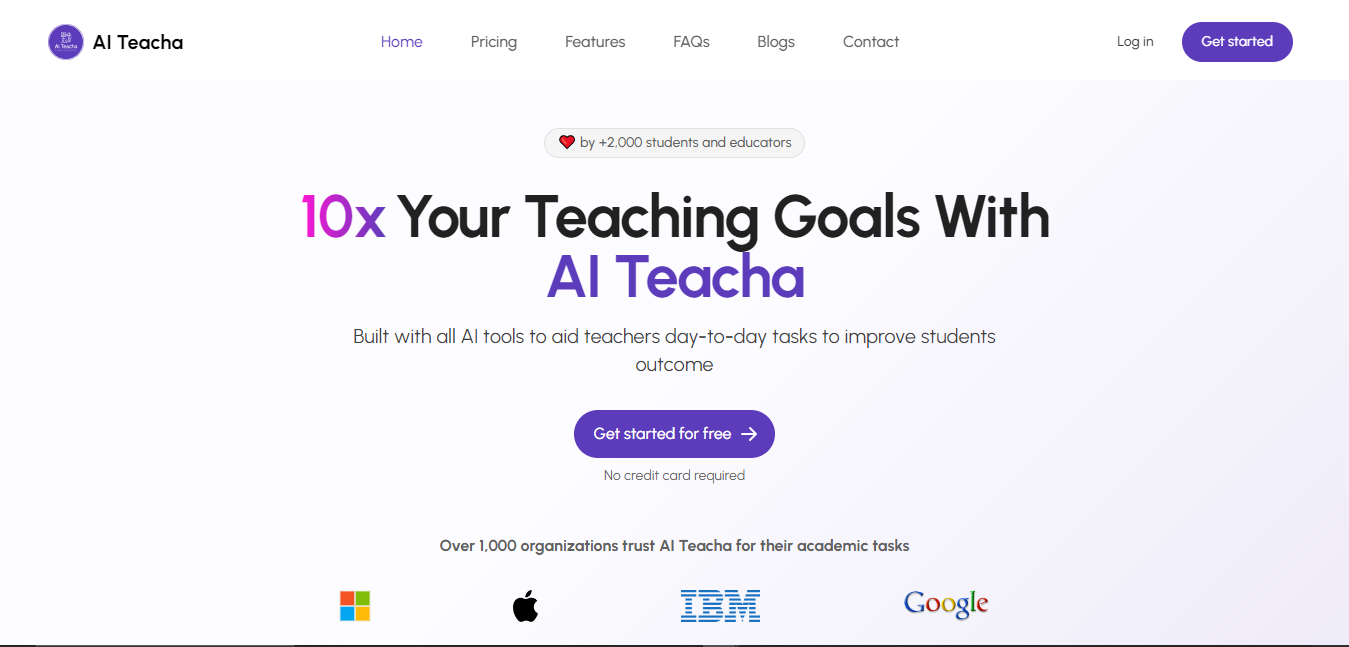 AI Teacha
AI Teacha
Home
Pricing
Features
FAQs
Blogs
Contact
Log in
Get started
by +2,000 students and educators
10x Your Teaching Goals With
AI Teacha
Built with all AI tools to aid teachers day-to-day tasks to improve students
outcome
Get started for free
No credit card required
Over 1,000 organizations trust AI Teacha for their academic tasks
IBM
Google